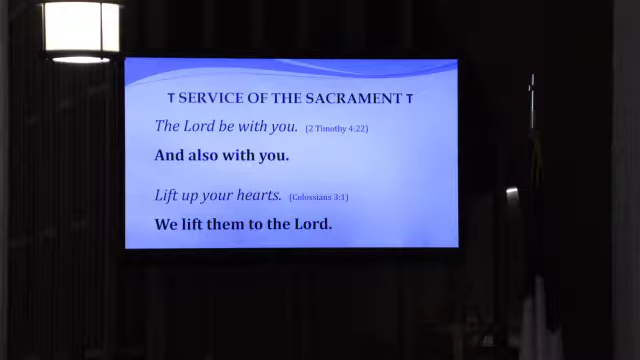 † SERVICE OF THE SACRAMENT †
The Lord be with you. (2 Timothy 4:22)
And also with you.
Lift up your hearts. (Colossians 3:1)
We lift them to the Lord.